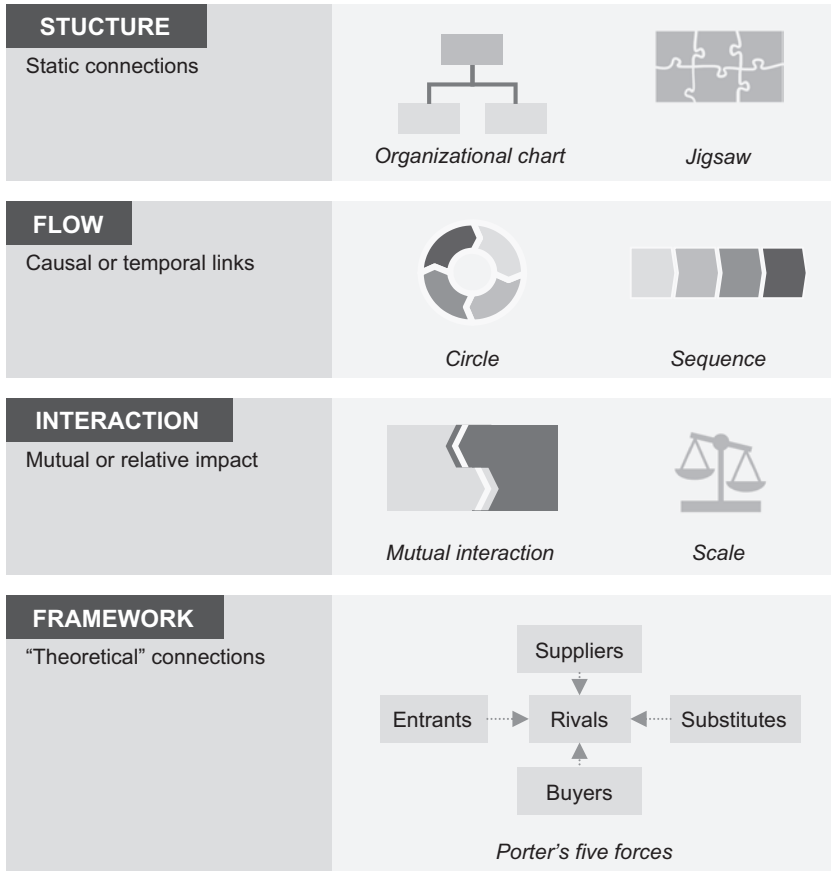 STUCTURE
Static connections
Organizational chart
Jigsaw
FLOW
Causal or temporal links
Circle
Sequence
INTERACTION
Mutual or relative impact
Mutual interaction
Scale
FRAMEWORK
“Theoretical” connections
Suppliers
Entrants
Rivals
Substitutes
Buyers
Porter’s five forces